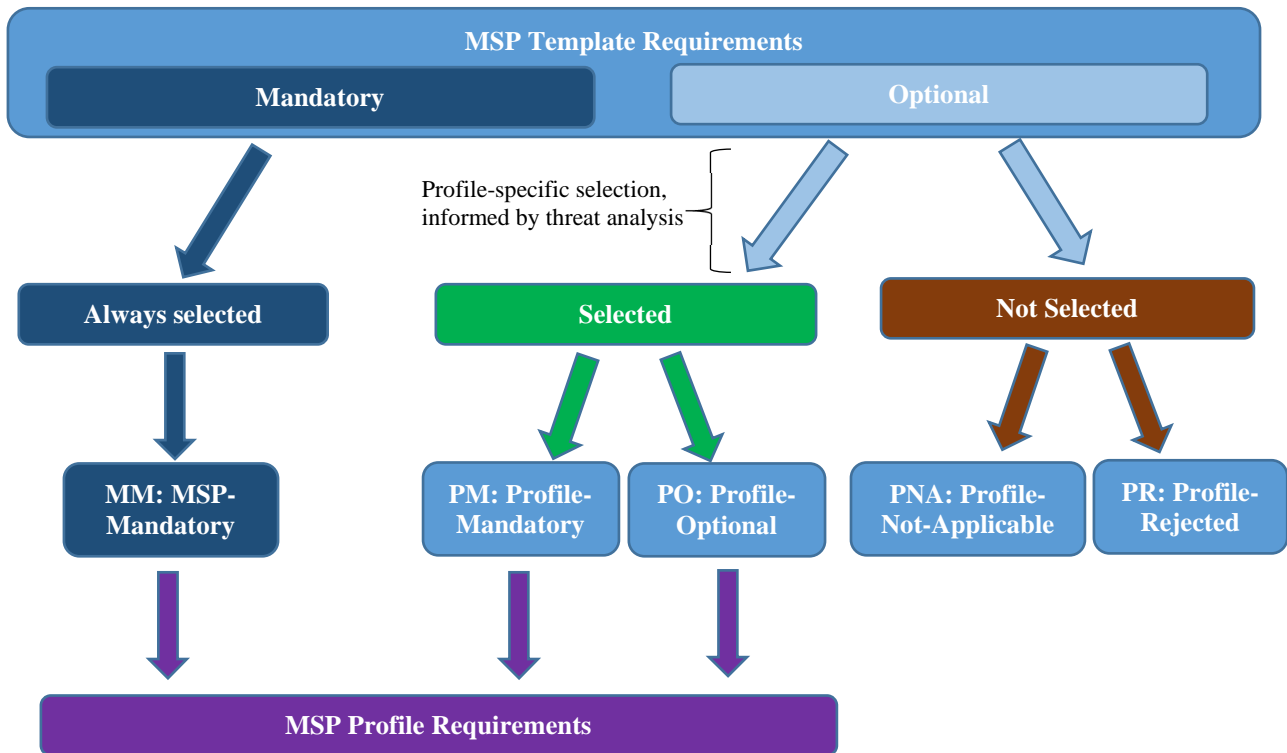 MSP Template Requirements
Mandatory
Optional
Profile-specific selection,
informed by threat analysis
Always selected
Selected
Not Selected
MM: MSP-
Mandatory
PM: Profile-
Mandatory
PO: Profile-
Optional
PNA: Profile-
Not-Applicable
PR: Profile-
Rejected
MSP Profile Requirements